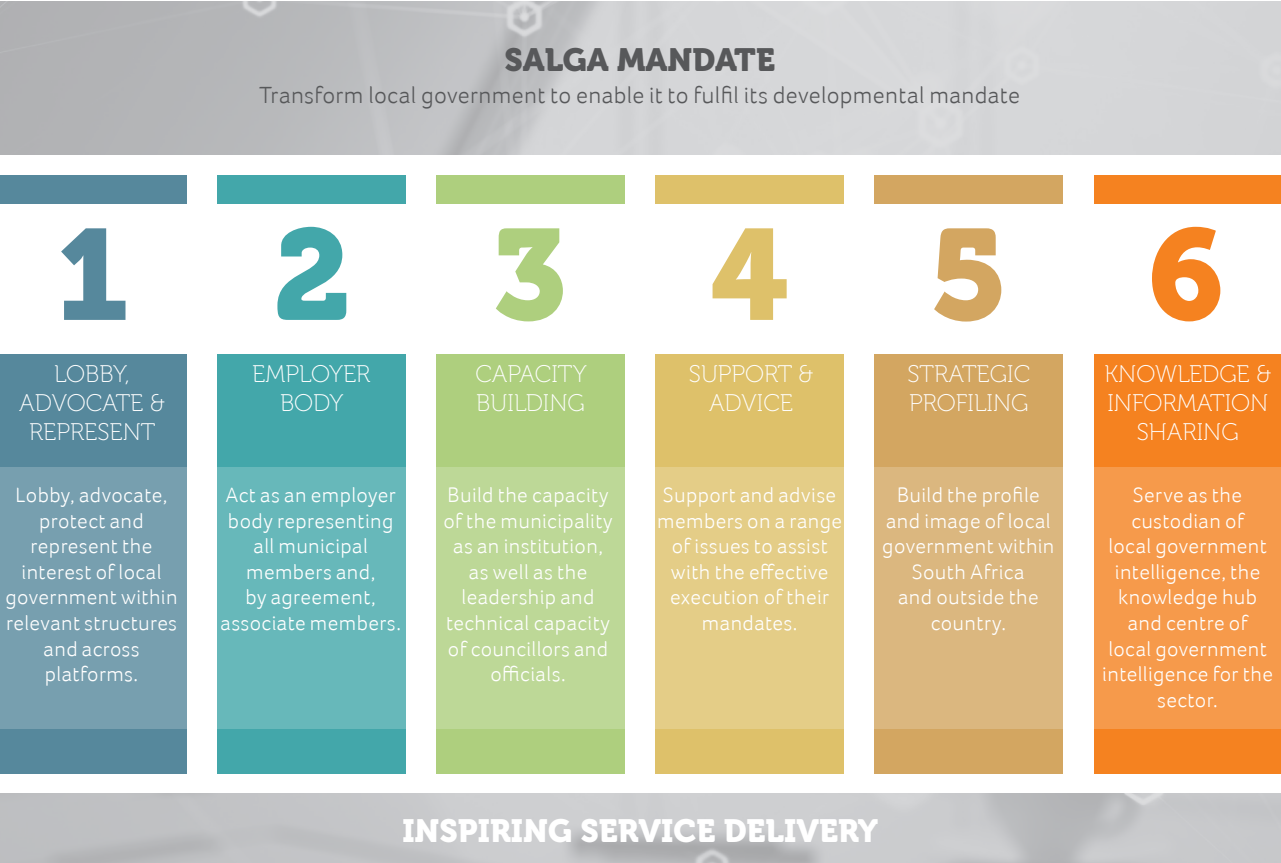 SALGA MANDATE
Transform local government to enable it to fulfil its developmental mandate
1
LOBBY,
ADVOCATE &
REPRESENT
Lobby, advocate,
protect and
represent the
interest of local
government within
relevant structures
and across
platforms.
2
EMPLOYER
BODY
Act as an employer
body representing
all municipal
members and,
by agreement,
associate members.
3
CAPACITY
BUILDING
Build the capacity
of the municipality
as an institution,
as well as the
leadership and
technical capacity
of councillors and
officials.
4
SUPPORT &
ADVICE
Support and advise
members on a range
of issues to assist
with the effective
execution of their
mandates.
5
STRATEGIC
PROFILING
Build the profile
and image of local
government within
South Africa
and outside the
country.
6
KNOWLEDGE &
INFORMATION
SHARING
Serve as the
custodian of
local government
intelligence, the
knowledge hub
and centre of
local government
intelligence for the
sector.
INSPIRING SERVICE DELIVERY